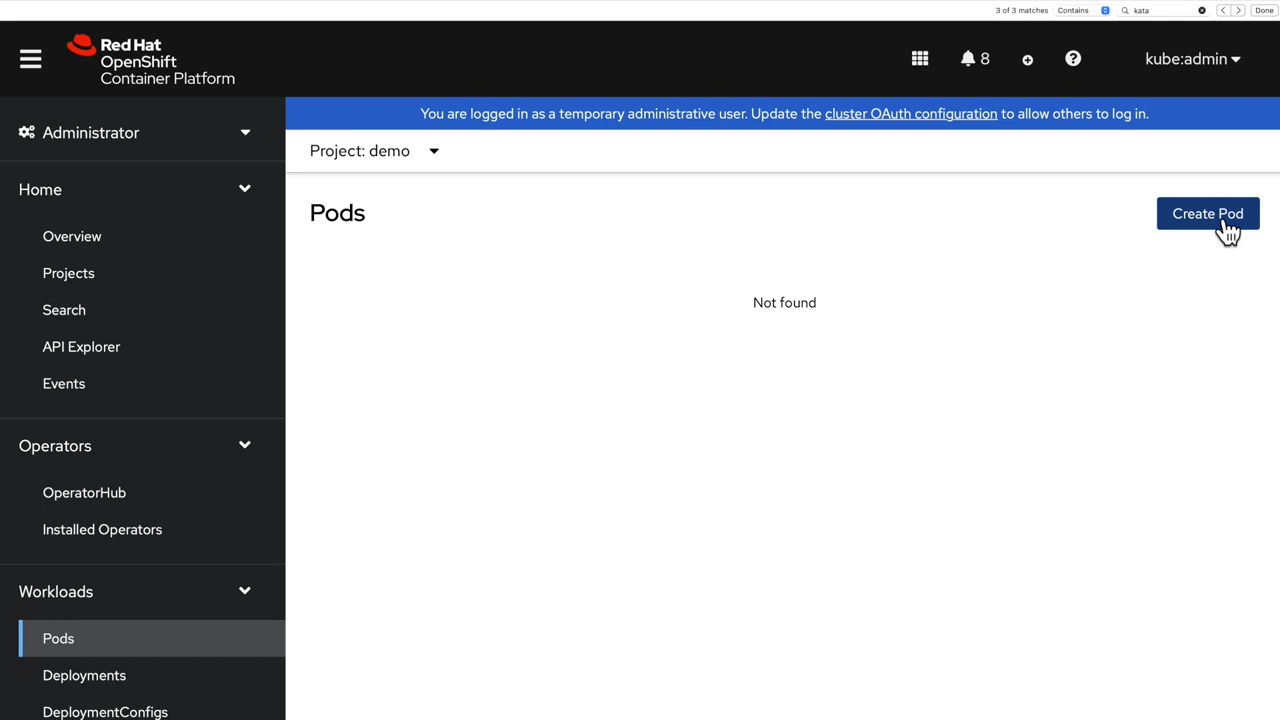 3 of 3 matches Contains kata Done
Red Hat
OpenShift
Container Platform
8
kube:admin
Administrator
You are logged in as a temporary administrative user. Update the cluster OAuth configuration to allow others to log in.
Project: demo
Home
Pods
Create Pod
Overview
Projects
Not found
Search
API Explorer
Events
Operators
OperatorHub
Installed Operators
Workloads
Pods
Deployments
DeploymentConfigs